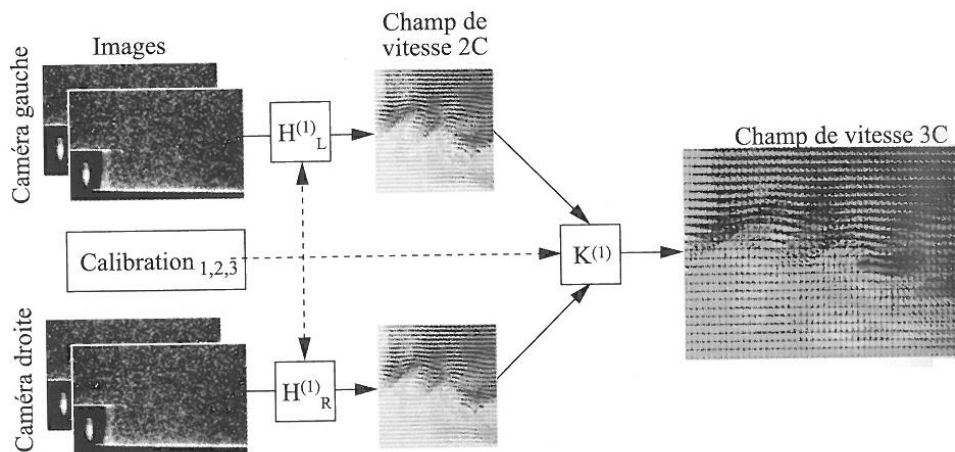 Images
Champ de
vitesse 2C
Caméra gauche
H(1)L
Champ de vitesse 3C
Calibration 1,2,3
K(1)
Caméra droite
H(1)R